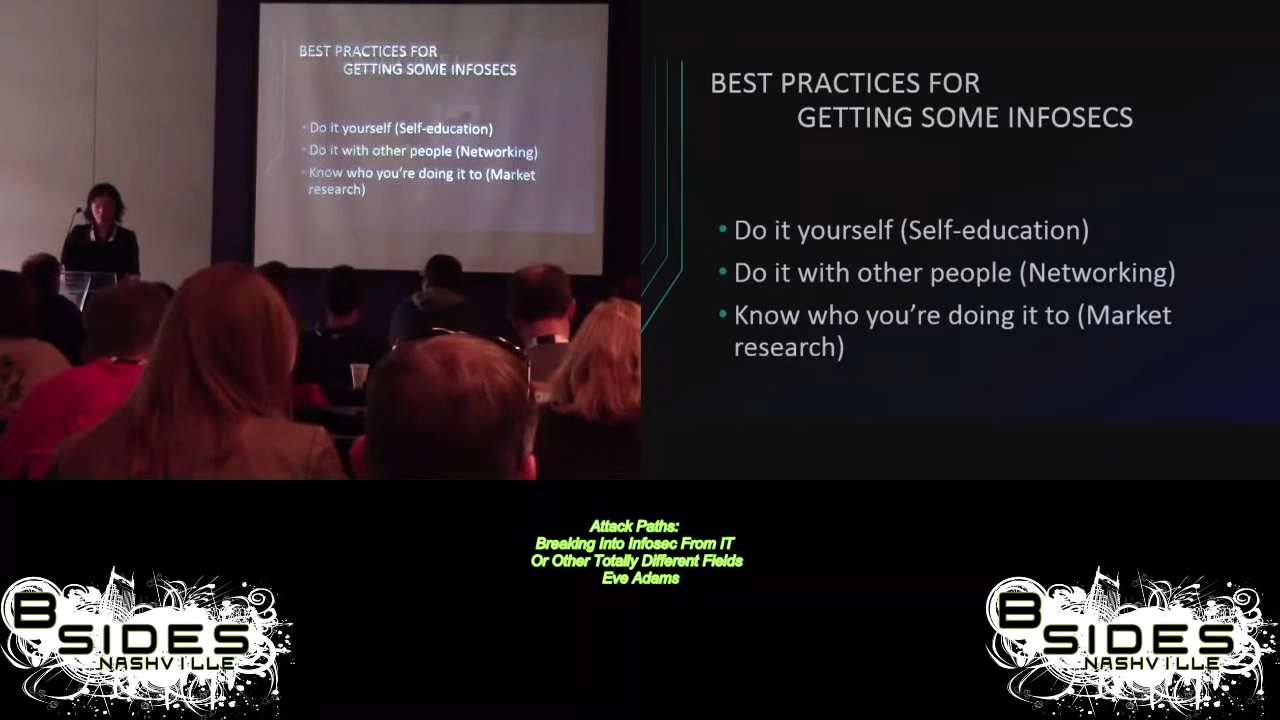 BEST PRACTICES FOR
GETTING SOME INFOSECS
• Do it yourself (Self-education)
• Do it with other people (Networking)
• Know who you're doing it to (Market
research)
BEST PRACTICES FOR
GETTING SOME INFOSECS
• Do it yourself (Self-education)
• Do it with other people (Networking)
• Know who you’re doing it to (Market
research)
Attack Paths:
Breaking Into Infosec From IT
Or Other Totally Different Fields
Eve Adams
B
SIDES
NASHVILLE
B
SIDES
NASHVILLE